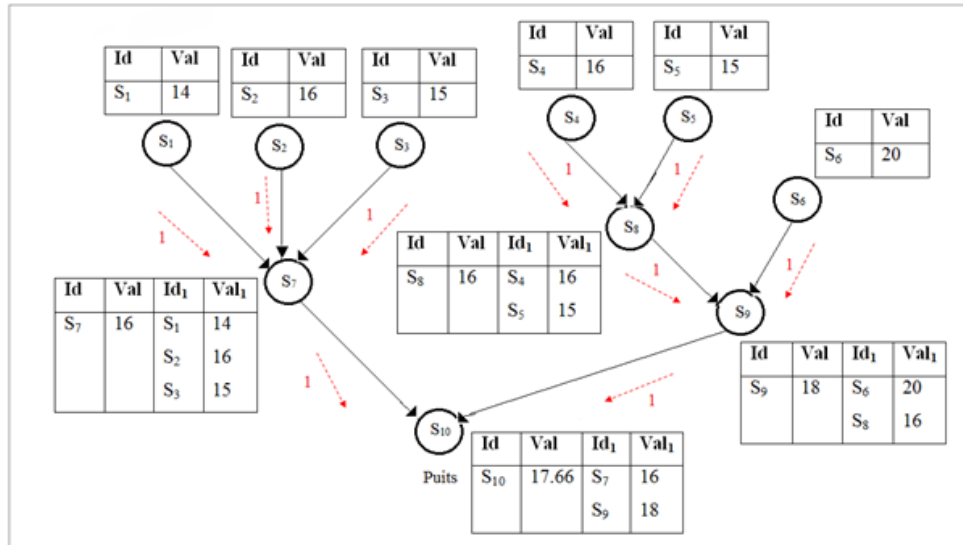 Id Val
S₁ 14
Id Val
S₂ 16
Id Val
S₃ 15
Id Val
S₄ 16
Id Val
S₅ 15
Id Val
S₆ 20
S₁
S₂
S₃
S₄
S₅
S₆
1
1
1
1
1
1
1
1
1
S₇
S₈
S₉
Id Val Id₁ Val₁
S₇ 16 S₁ 14
S₂ 16
S₃ 15
Id Val Id₁ Val₁
S₈ 16 S₄ 16
S₅ 15
Id Val Id₁ Val₁
S₉ 18 S₆ 20
S₈ 16
S₁₀
Puits
Id Val Id₁ Val₁
S₁₀ 17.66 S₇ 16
S₉ 18